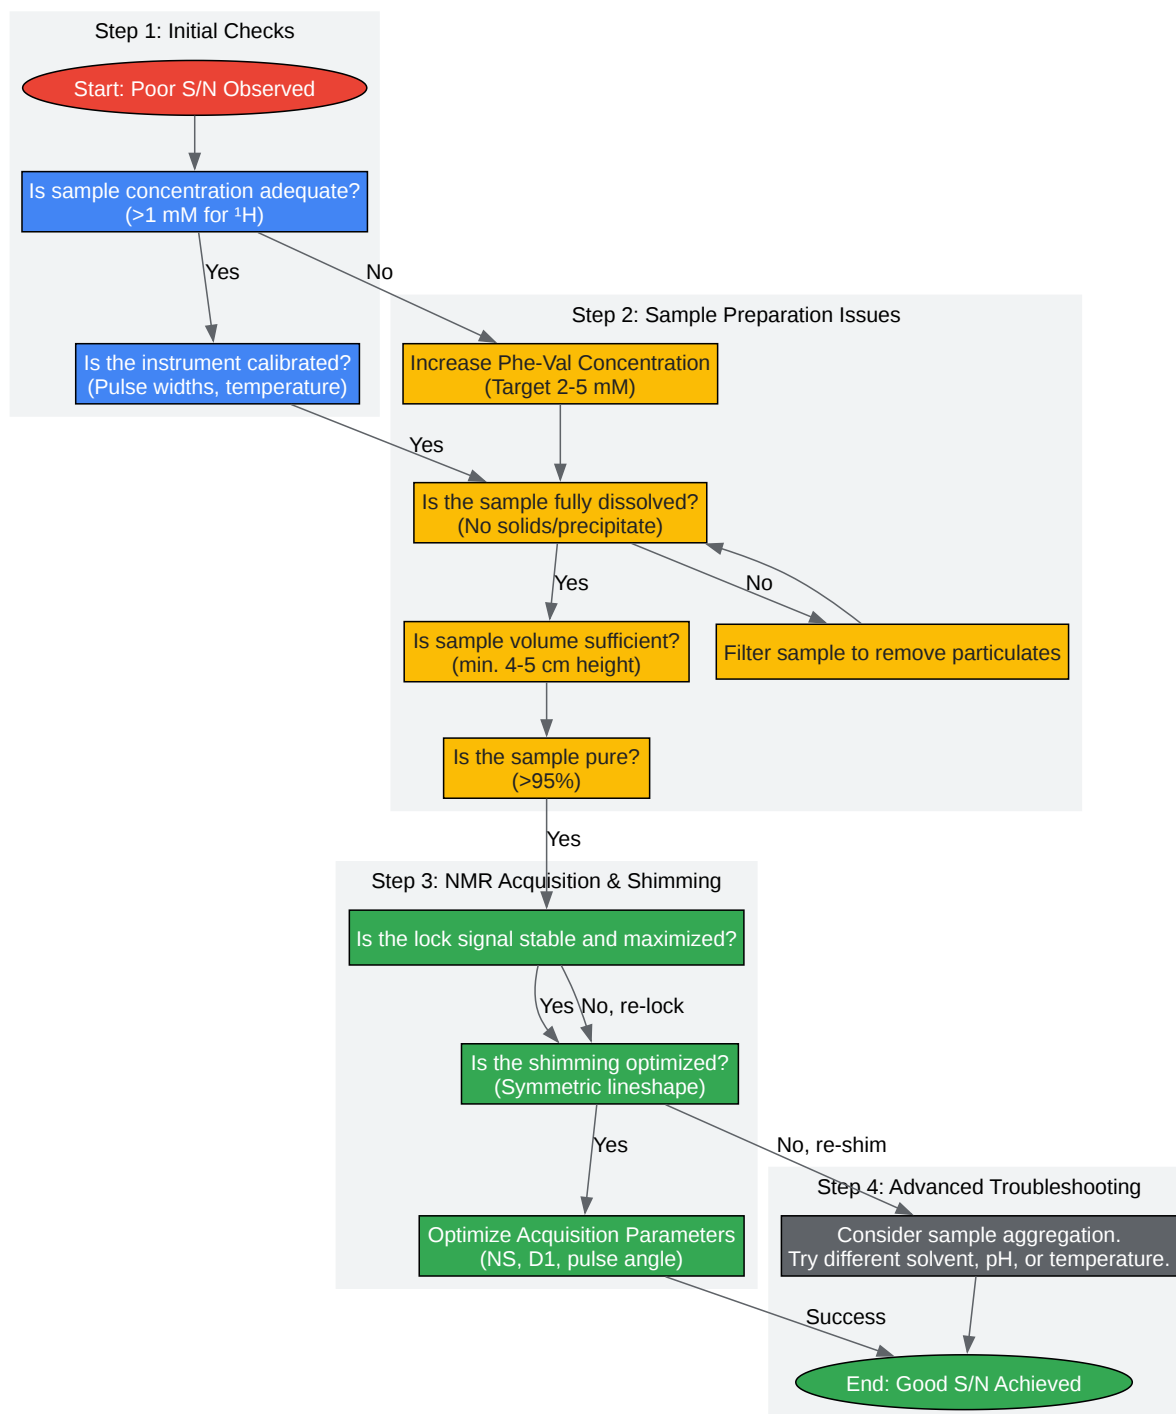 Step 1: Initial Checks
Start: Poor S/N Observed
Is sample concentration adequate?
(>1 mM for ¹H)
Yes
No
Step 2: Sample Preparation Issues
Is the instrument calibrated?
(Pulse widths, temperature)
Increase Phe-Val Concentration
(Target 2-5 mM)
Yes
Is the sample fully dissolved?
(No solids/precipitate)
Yes
No
Is sample volume sufficient?
(min. 4-5 cm height)
Filter sample to remove particulates
Is the sample pure?
(>95%)
Yes
Step 3: NMR Acquisition & Shimming
Is the lock signal stable and maximized?
Yes
No, re-lock
Is the shimming optimized?
(Symmetric lineshape)
Yes
No, re-shim
Step 4: Advanced Troubleshooting
Optimize Acquisition Parameters
(NS, D1, pulse angle)
Consider sample aggregation.
Try different solvent, pH, or temperature.
Success
End: Good S/N Achieved